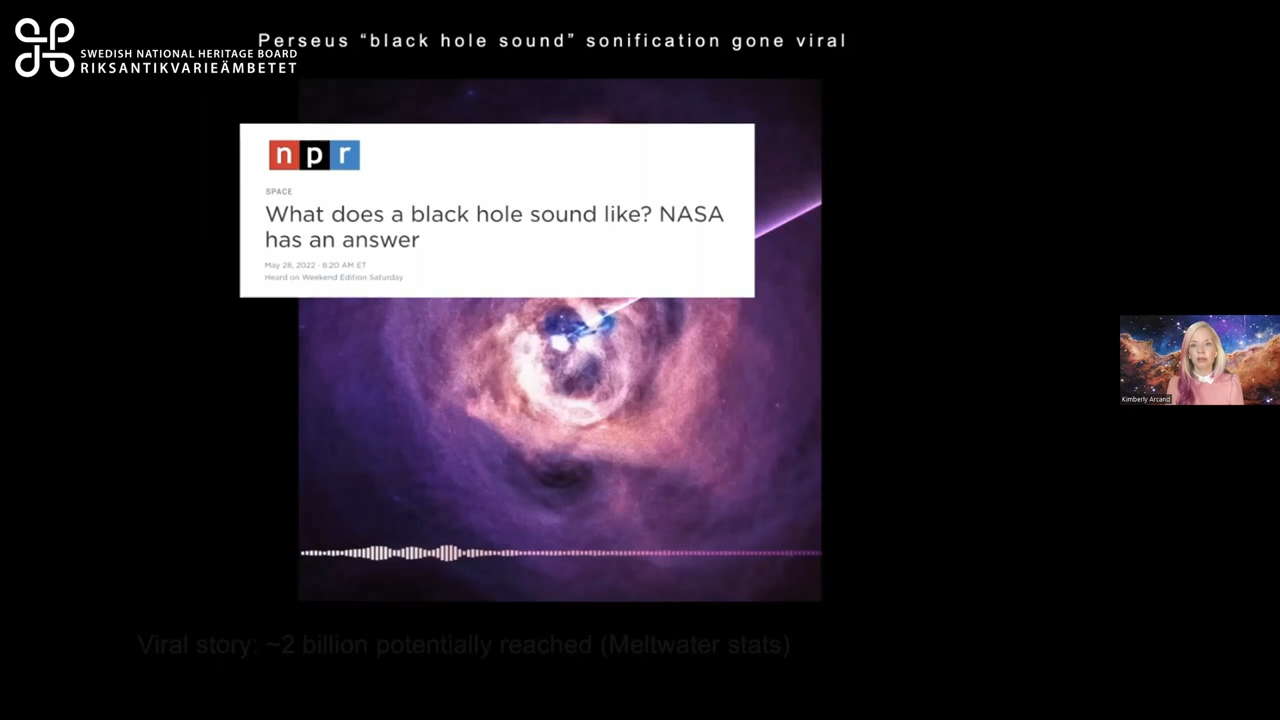 Perseus “black hole sound” sonification gone viral
SWEDISH NATIONAL HERITAGE BOARD
RIKSANTIKVARIEÄMBETET
npr
SPACE
What does a black hole sound like? NASA
has an answer
May 28, 2022 · 8:20 AM ET
Heard on Weekend Edition Saturday
Kimberly Arcand
Viral story: ~2 billion potentially reached (Meltwater stats)